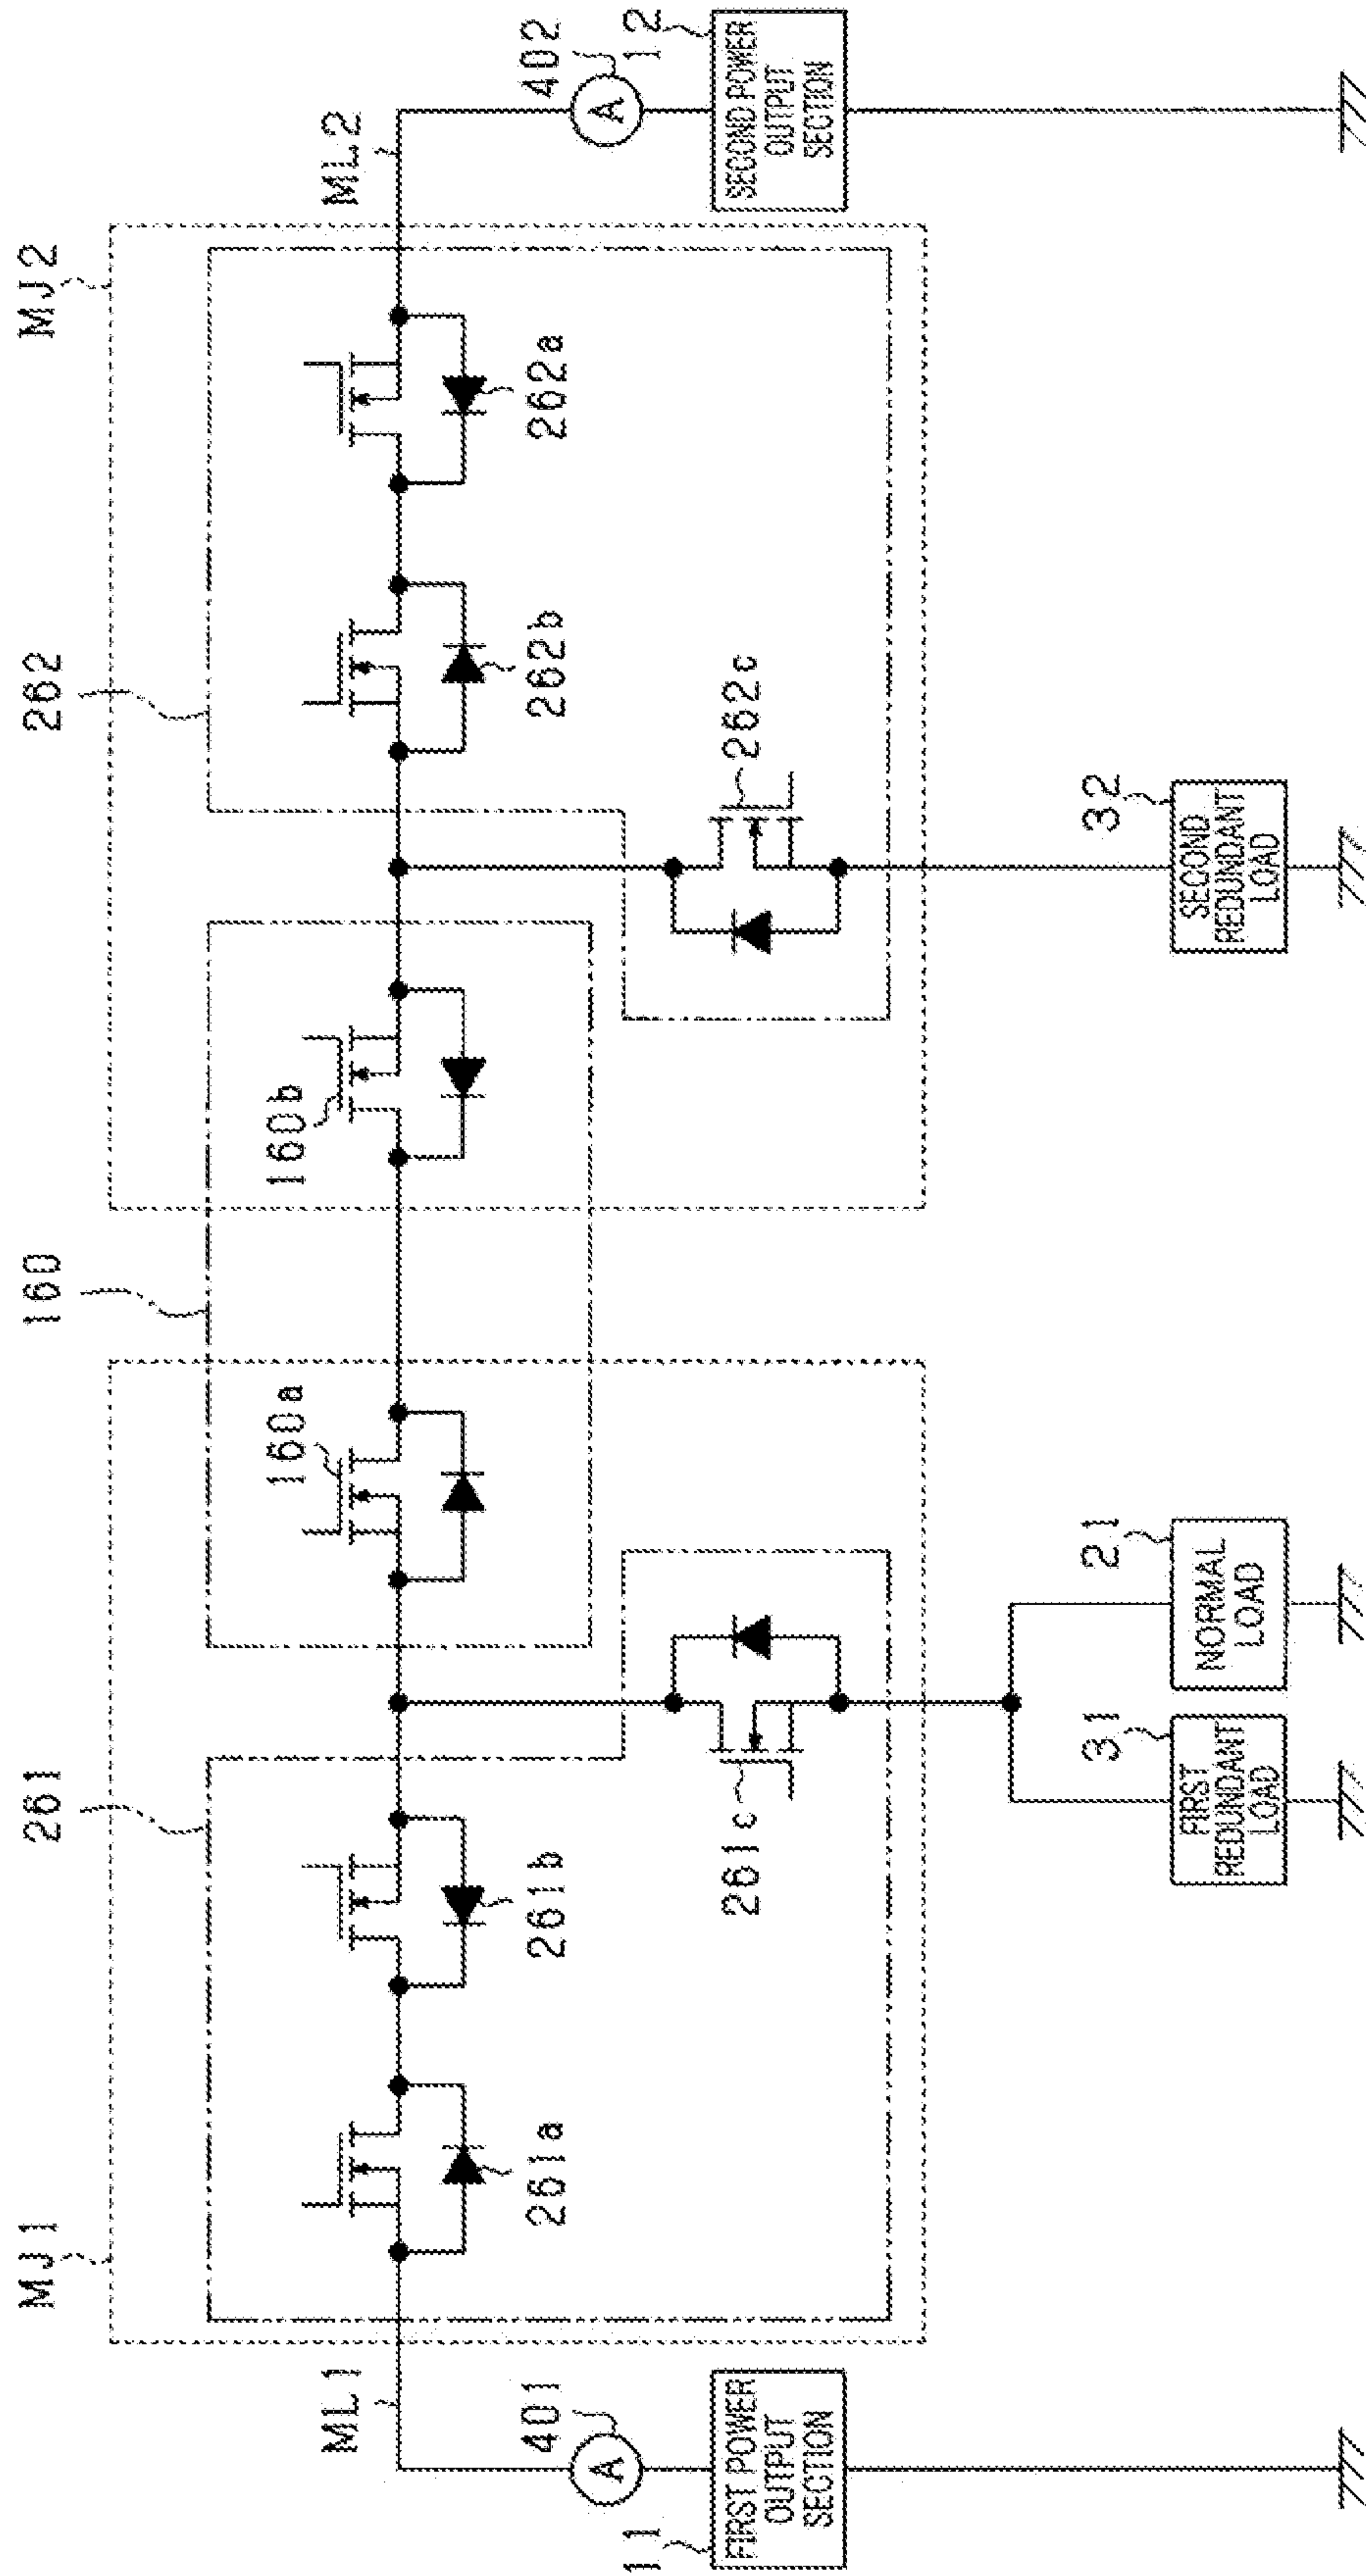 MJ1
261
160
262
MJ2
ML1
160a
160b
ML2
401
A
261a
261b
262b
262a
402
A
261c
262c
11
FIRST POWER
OUTPUT
SECTION
31
FIRST
REDUNDANT
LOAD
21
NORMAL
LOAD
32
SECOND
REDUNDANT
LOAD
12
SECOND POWER
OUTPUT
SECTION